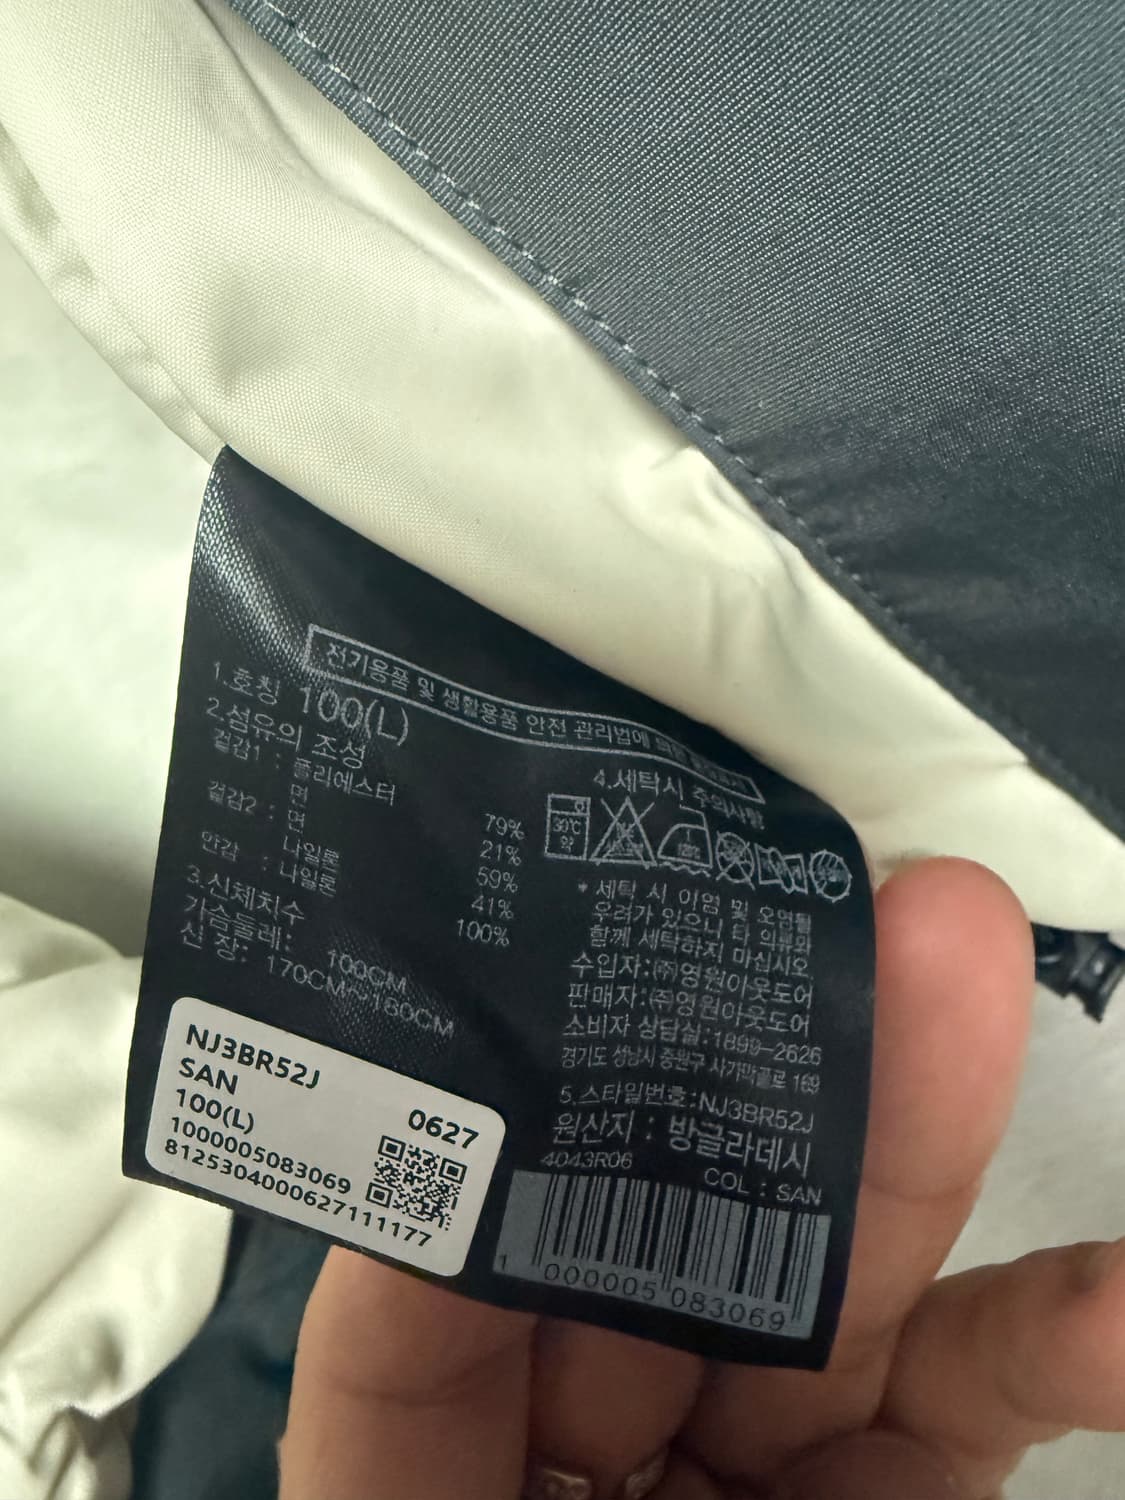 전기용품 및 생활용품 안전 관리법에 의한
1.호칭 100(L)
2.섬유의 조성
겉감1 : 폴리에스터 79%
면 21%
겉감2 : 면 59%
나일론 41%
안감 : 나일론 100%
3.신체치수
가슴둘레: 100CM
신 장: 170CM~180CM
4.세탁시 주의사항
30℃
* 세탁 시 이염 및 오염될
우려가 있으니 타 의류와
함께 세탁하지 마십시오
수입자:㈜영원아웃도어
판매자:㈜영원아웃도어
소비자 상담실:1899-2626
경기도 성남시 중원구 사기막골로 169
5.스타일번호:NJ3BR52J
원산지 : 방글라데시
4043R06
COL : SAN
1 000005 083069
NJ3BR52J
SAN
100(L) 0627
1000005083069
8125304000627111177